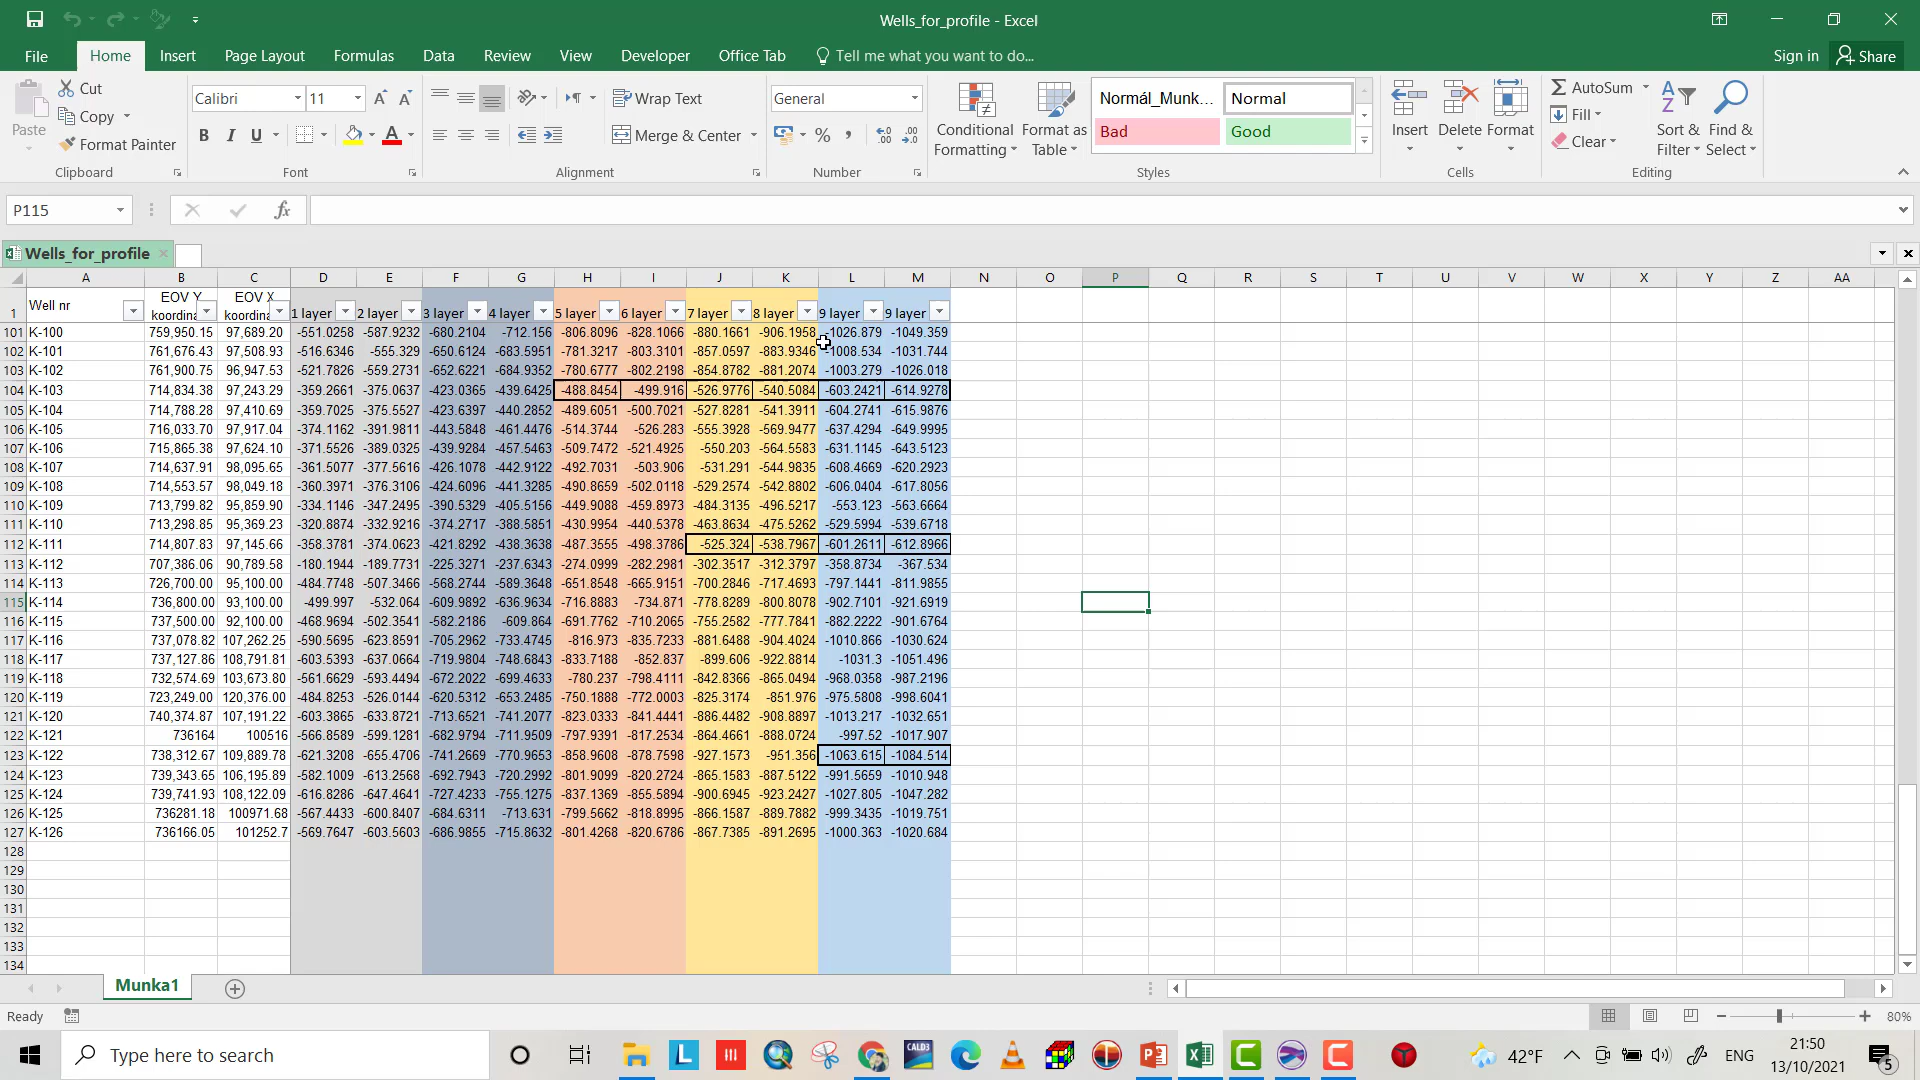 Wells_for_profile - Excel
File Home Insert Page Layout Formulas Data Review View Developer Office Tab Tell me what you want to do... Sign in Share
Paste
Cut
Copy
Format Painter
Clipboard
Calibri 11
B I U
Font
Wrap Text
Merge & Center
Alignment
General
Number
Conditional Formatting
Format as Table
Normál_Munk... Normal
Bad Good
Styles
Insert Delete Format
Cells
AutoSum
Fill
Clear
Sort & Filter
Find & Select
Editing
P115 fx
Wells_for_profile
A B C D E F G H I J K L M N O P Q R S T U V W X Y Z AA
1 Well nr EOV Y koordina EOV X koordina 1 layer 2 layer 3 layer 4 layer 5 layer 6 layer 7 layer 8 layer 9 layer 9 layer
101 K-100 759,950.15 97,689.20 -551.0258 -587.9232 -680.2104 -712.156 -806.8096 -828.1066 -880.1661 -906.1958 -1026.879 -1049.359
102 K-101 761,676.43 97,508.93 -516.6346 -555.329 -650.6124 -683.5951 -781.3217 -803.3101 -857.0597 -883.9346 -1008.534 -1031.744
103 K-102 761,900.75 96,947.53 -521.7826 -559.2731 -652.6221 -684.9352 -780.6777 -802.2198 -854.8782 -881.2074 -1003.279 -1026.018
104 K-103 714,834.38 97,243.29 -359.2661 -375.0637 -423.0365 -439.6425 -488.8454 -499.916 -526.9776 -540.5084 -603.2421 -614.9278
105 K-104 714,788.28 97,410.69 -359.7025 -375.5527 -423.6397 -440.2852 -489.6051 -500.7021 -527.8281 -541.3911 -604.2741 -615.9876
106 K-105 716,033.70 97,917.04 -374.1162 -391.9811 -443.5848 -461.4476 -514.3744 -526.283 -555.3928 -569.9477 -637.4294 -649.9995
107 K-106 715,865.38 97,624.10 -371.5526 -389.0325 -439.9284 -457.5463 -509.7472 -521.4925 -550.203 -564.5583 -631.1145 -643.5123
108 K-107 714,637.91 98,095.65 -361.5077 -377.5616 -426.1078 -442.9122 -492.7031 -503.906 -531.291 -544.9835 -608.4669 -620.2923
109 K-108 714,553.57 98,049.18 -360.3971 -376.3106 -424.6096 -441.3285 -490.8659 -502.0118 -529.2574 -542.8802 -606.0404 -617.8056
110 K-109 713,799.82 95,859.90 -334.1146 -347.2495 -390.5329 -405.5156 -449.9088 -459.8973 -484.3135 -496.5217 -553.123 -563.6664
111 K-110 713,298.85 95,369.23 -320.8874 -332.9216 -374.2717 -388.5851 -430.9954 -440.5378 -463.8634 -475.5262 -529.5994 -539.6718
112 K-111 714,807.83 97,145.66 -358.3781 -374.0623 -421.8292 -438.3638 -487.3555 -498.3786 -525.324 -538.7967 -601.2611 -612.8966
113 K-112 707,386.06 90,789.58 -180.1944 -189.7731 -225.3271 -237.6343 -274.0999 -282.2981 -302.3517 -312.3797 -358.8734 -367.534
114 K-113 726,700.00 95,100.00 -484.7748 -507.3466 -568.2744 -589.3648 -651.8548 -665.9151 -700.2846 -717.4693 -797.1441 -811.9855
115 K-114 736,800.00 93,100.00 -499.997 -532.064 -609.9892 -636.9634 -716.8883 -734.871 -778.8289 -800.8078 -902.7101 -921.6919
116 K-115 737,500.00 92,100.00 -468.9694 -502.3541 -582.2186 -609.864 -691.7762 -710.2065 -755.2582 -777.7841 -882.2222 -901.6764
117 K-116 737,078.82 107,262.25 -590.5695 -623.8591 -705.2962 -733.4745 -816.973 -835.7233 -881.6488 -904.4024 -1010.866 -1030.624
118 K-117 737,127.86 108,791.81 -603.5393 -637.0664 -719.9804 -748.6843 -833.7188 -852.837 -899.606 -922.8814 -1031.3 -1051.496
119 K-118 732,574.69 103,673.80 -561.6629 -593.4494 -672.2022 -699.4633 -780.237 -798.4111 -842.8366 -865.0494 -968.0358 -987.2196
120 K-119 723,249.00 120,376.00 -484.8253 -526.0144 -620.5312 -653.2485 -750.1888 -772.0003 -825.3174 -851.976 -975.5808 -998.6041
121 K-120 740,374.87 107,191.22 -603.3865 -633.8721 -713.6521 -741.2077 -823.0333 -841.4441 -886.4482 -908.8897 -1013.217 -1032.651
122 K-121 736164 100516 -566.8589 -599.1281 -682.9794 -711.9509 -797.9391 -817.2534 -864.4661 -888.0724 -997.52 -1017.907
123 K-122 738,312.67 109,889.78 -621.3208 -655.4706 -741.2669 -770.9653 -858.9608 -878.7598 -927.1573 -951.356 -1063.615 -1084.514
124 K-123 739,343.65 106,195.89 -582.1009 -613.2568 -692.7943 -720.2992 -801.9099 -820.2724 -865.1583 -887.5122 -991.5659 -1010.948
125 K-124 739,741.93 108,122.09 -616.8286 -647.4641 -727.4233 -755.1275 -837.1369 -855.5894 -900.6945 -923.2427 -1027.805 -1047.282
126 K-125 736281.18 100971.68 -567.4433 -600.8407 -684.6311 -713.631 -799.5662 -818.8995 -866.1587 -889.7882 -999.3435 -1019.751
127 K-126 736166.05 101252.7 -569.7647 -603.5603 -686.9855 -715.8632 -801.4268 -820.6786 -867.7385 -891.2695 -1000.363 -1020.684
128
129
130
131
132
133
134
Munka1
Ready 80%
Type here to search 42°F ENG 21:50
13/10/2021 5